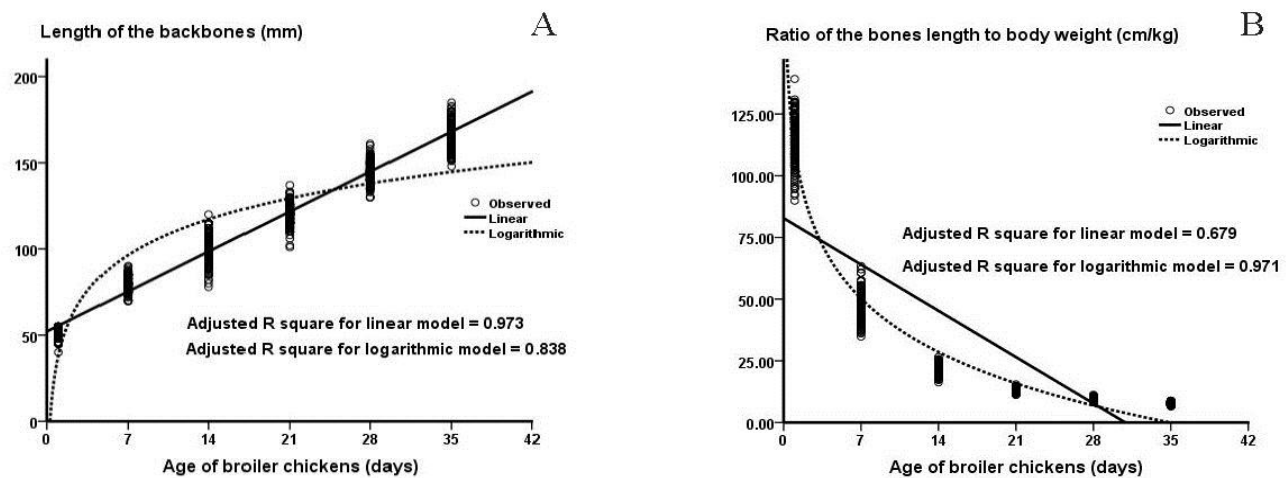 Length of the backbones (mm)
A
200
150
100
50
0
Observed
Linear
Logarithmic
Adjusted R square for linear model = 0.973
Adjusted R square for logarithmic model = 0.838
0 7 14 21 28 35 42
Age of broiler chickens (days)
Ratio of the bones length to body weight (cm/kg)
B
125.00
100.00
75.00
50.00
25.00
0.00
Observed
Linear
Logarithmic
Adjusted R square for linear model = 0.679
Adjusted R square for logarithmic model = 0.971
0 7 14 21 28 35 42
Age of broiler chickens (days)